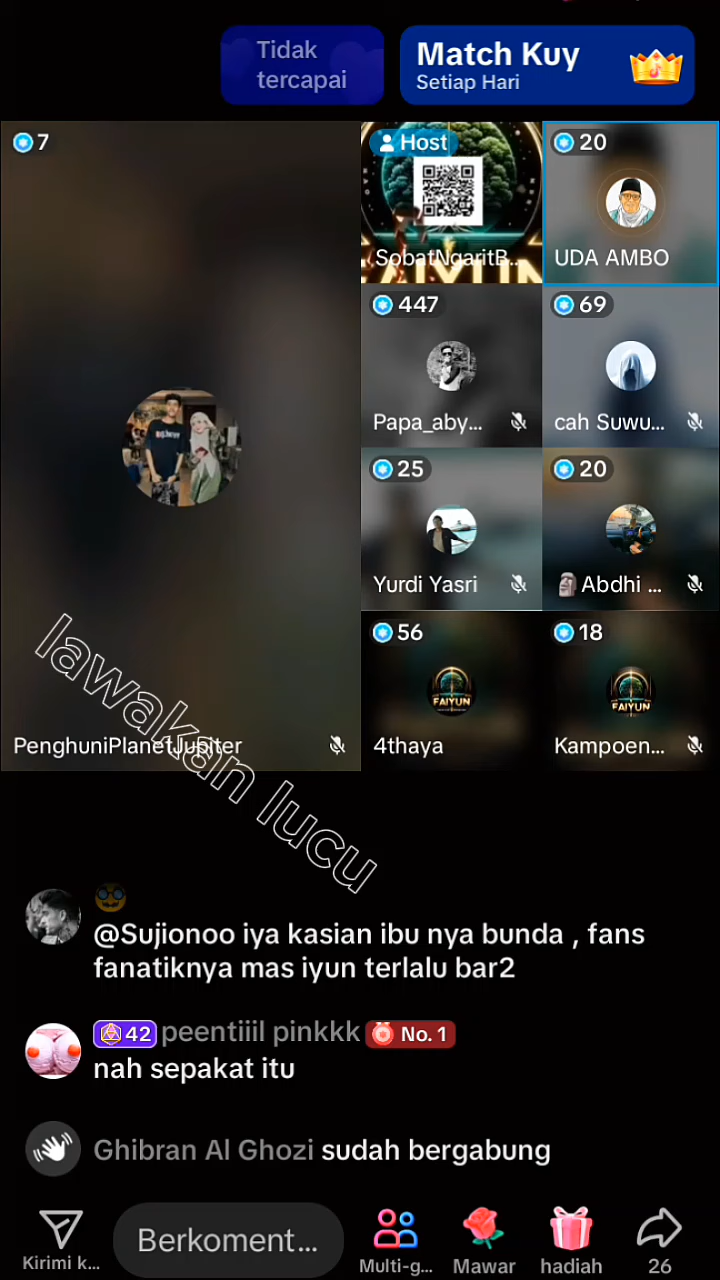 Tidak
tercapai
Match Kuy
Setiap Hari
7
Host
SobatNgaritB...
20
UDA AMBO
447
Papa_aby...
69
cah Suwu...
25
Yurdi Yasri
20
Abdhi ...
56
FAIYUN
4thaya
18
FAIYUN
Kampoen...
PenghuniPlanetJupiter
lawakan lucu
@Sujionoo iya kasian ibu nya bunda , fans
fanatiknya mas iyun terlalu bar2
42 peentiiil pinkkk No. 1
nah sepakat itu
Ghibran Al Ghozi sudah bergabung
Kirimi k...
Berkoment...
Multi-g...
Mawar
hadiah
26